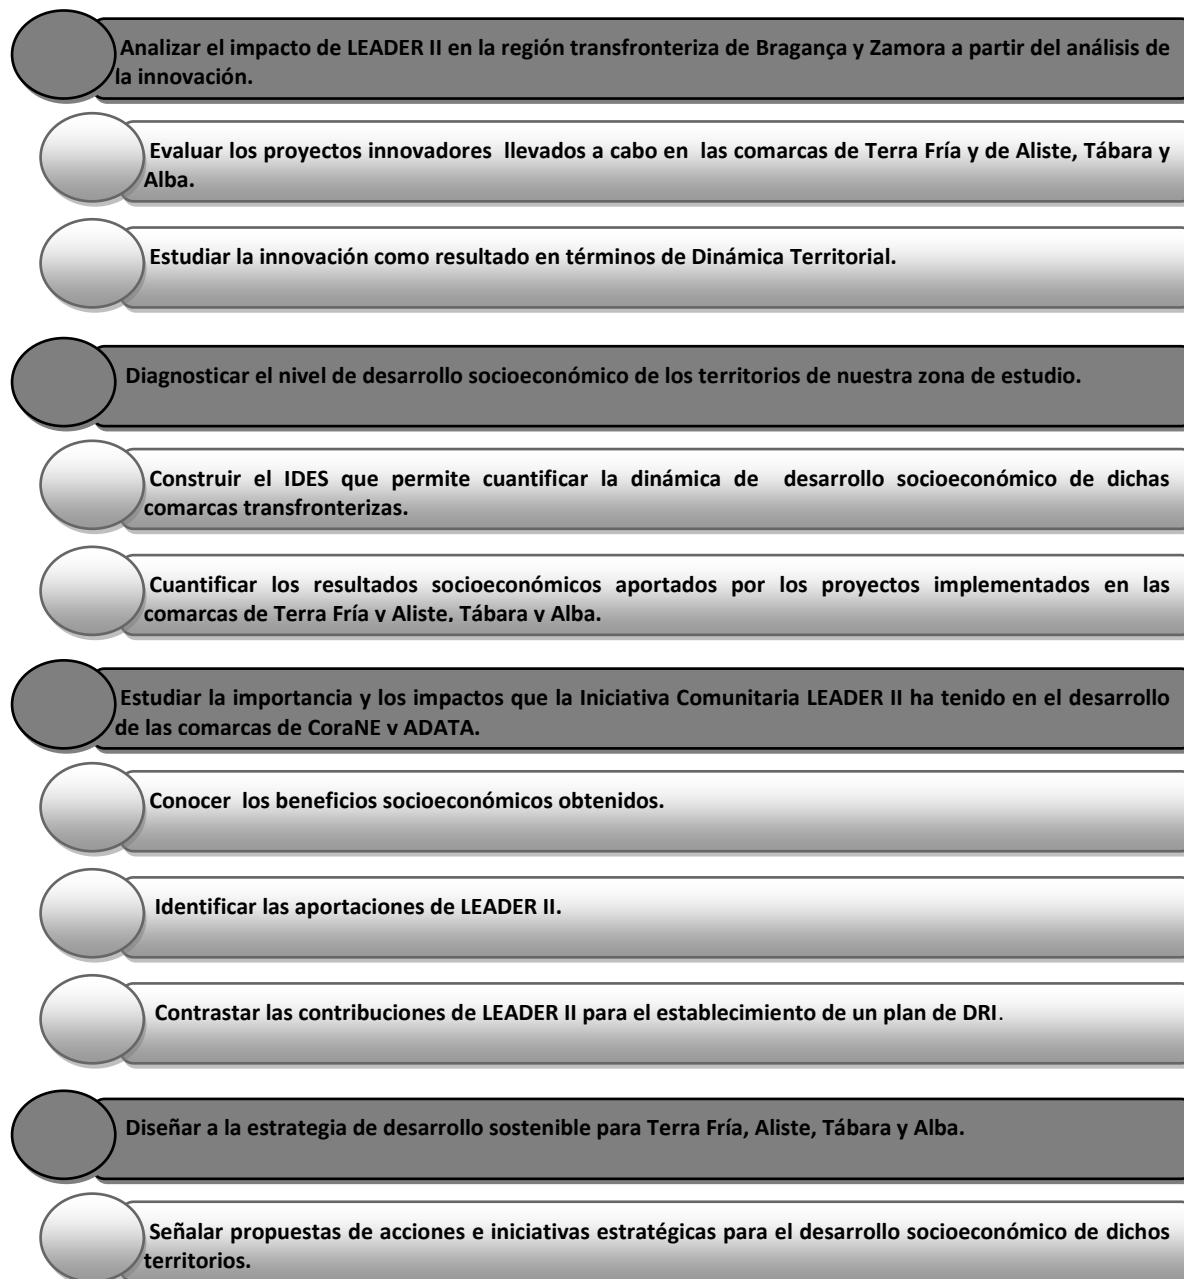 Analizar el impacto de LEADER II en la región transfronteriza de Bragança y Zamora a partir del análisis de
la innovación.
Evaluar los proyectos innovadores llevados a cabo en las comarcas de Terra Fría y de Aliste, Tábara y
Alba.
Estudiar la innovación como resultado en términos de Dinámica Territorial.
Diagnosticar el nivel de desarrollo socioeconómico de los territorios de nuestra zona de estudio.
Construir el IDES que permite cuantificar la dinámica de desarrollo socioeconómico de dichas
comarcas transfronterizas.
Cuantificar los resultados socioeconómicos aportados por los proyectos implementados en las
comarcas de Terra Fría y Aliste, Tábara y Alba.
Estudiar la importancia y los impactos que la Iniciativa Comunitaria LEADER II ha tenido en el desarrollo
de las comarcas de CoraNE y ADATA.
Conocer los beneficios socioeconómicos obtenidos.
Identificar las aportaciones de LEADER II.
Contrastar las contribuciones de LEADER II para el establecimiento de un plan de DRI.
Diseñar a la estrategia de desarrollo sostenible para Terra Fría, Aliste, Tábara y Alba.
Señalar propuestas de acciones e iniciativas estratégicas para el desarrollo socioeconómico de dichos
territorios.